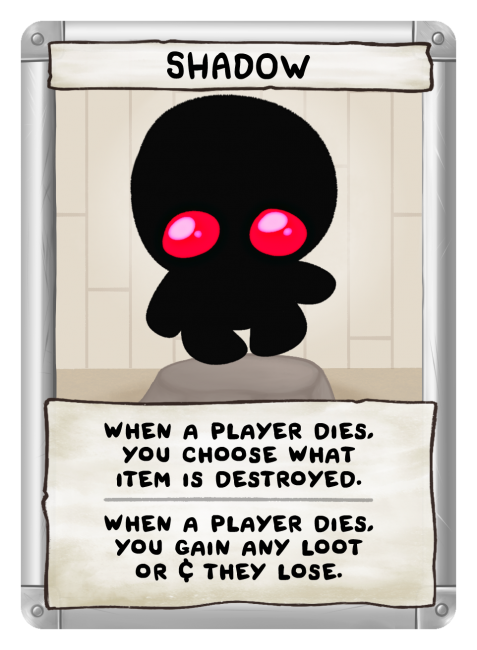 SHADOW
WHEN A PLAYER DIES,
YOU CHOOSE WHAT
ITEM IS DESTROYED.
WHEN A PLAYER DIES,
YOU GAIN ANY LOOT
OR ¢ THEY LOSE.